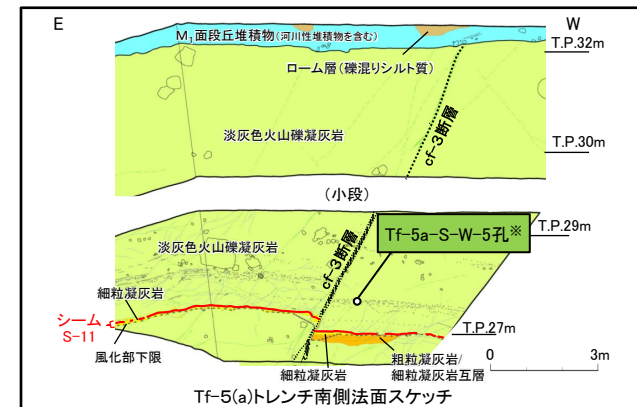 E
W
M₁面段丘堆積物(河川性堆積物を含む)
T.P.32m
ローム層(礫混りシルト質)
cf-3断層
淡灰色火山礫凝灰岩
T.P.30m
(小段)
淡灰色火山礫凝灰岩
cf-3断層
Tf-5a-S-W-5孔※
T.P.29m
細粒凝灰岩
シーム
S-11
風化部下限
T.P.27m
細粒凝灰岩
粗粒凝灰岩/
細粒凝灰岩互層
0
3m
Tf-5(a)トレンチ南側法面スケッチ